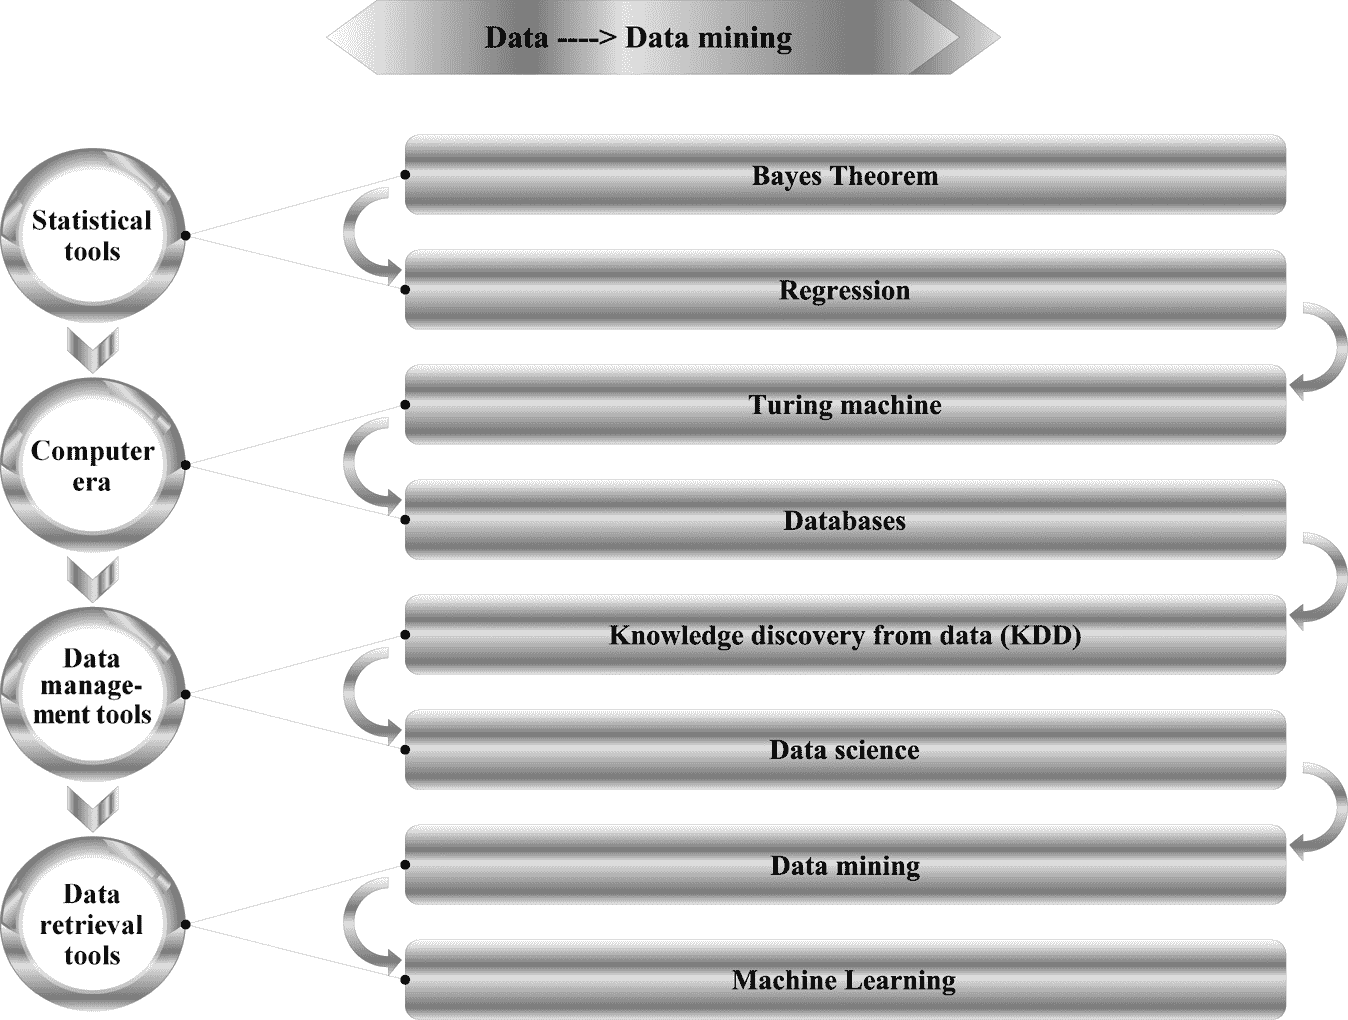 Data ----> Data mining
Statistical
tools
Bayes Theorem
Regression
Computer
era
Turing machine
Databases
Data
manage-
ment tools
Knowledge discovery from data (KDD)
Data science
Data
retrieval
tools
Data mining
Machine Learning